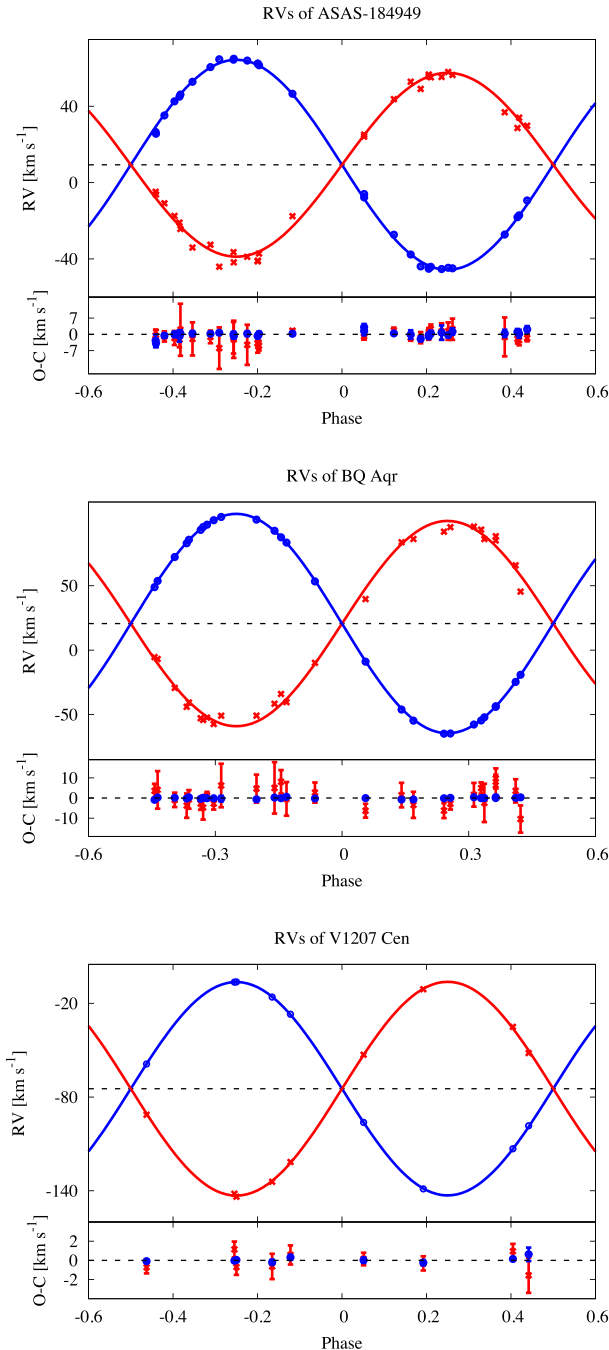 RVs of ASAS-184949
RV [km s-1]
40
0
-40
O-C [km s-1]
7
0
-7
-0.6 -0.4 -0.2 0 0.2 0.4 0.6
Phase
RVs of BQ Aqr
RV [km s-1]
50
0
-50
O-C [km s-1]
10
0
-10
-0.6 -0.3 0 0.3 0.6
Phase
RVs of V1207 Cen
RV [km s-1]
-20
-80
-140
O-C [km s-1]
2
0
-2
-0.6 -0.4 -0.2 0 0.2 0.4 0.6
Phase